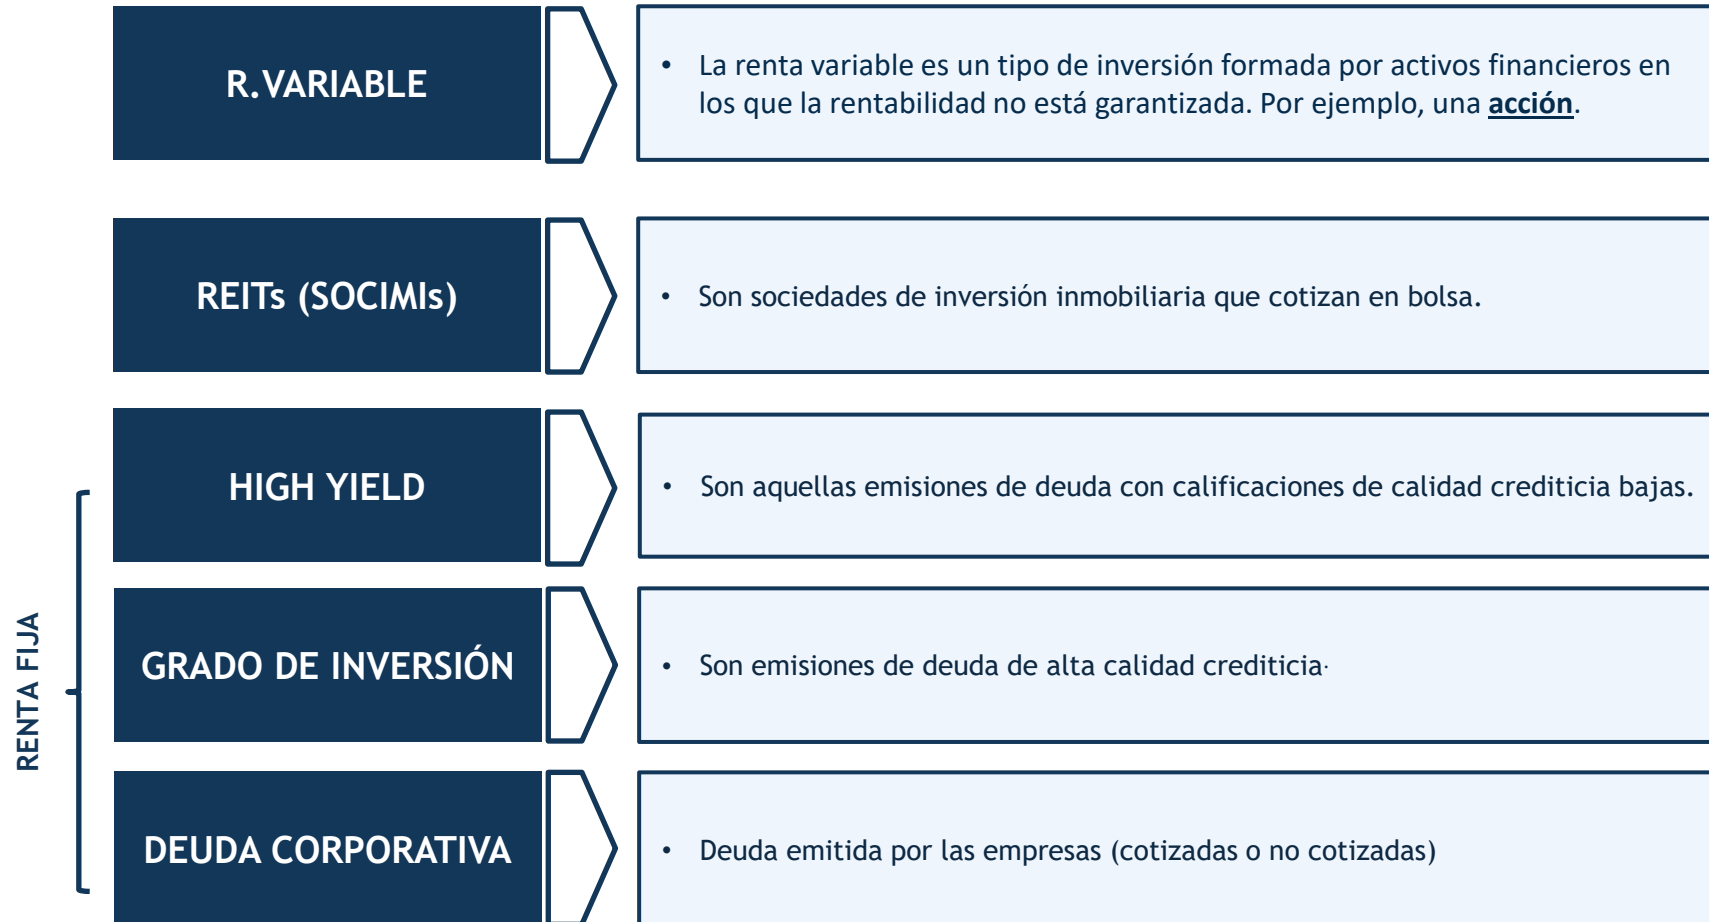 R.VARIABLE
• La renta variable es un tipo de inversión formada por activos financieros en
los que la rentabilidad no está garantizada. Por ejemplo, una acción.
REITs (SOCIMIs)
• Son sociedades de inversión inmobiliaria que cotizan en bolsa.
RENTA FIJA
HIGH YIELD
• Son aquellas emisiones de deuda con calificaciones de calidad crediticia bajas.
GRADO DE INVERSIÓN
• Son emisiones de deuda de alta calidad crediticia.
DEUDA CORPORATIVA
• Deuda emitida por las empresas (cotizadas o no cotizadas)